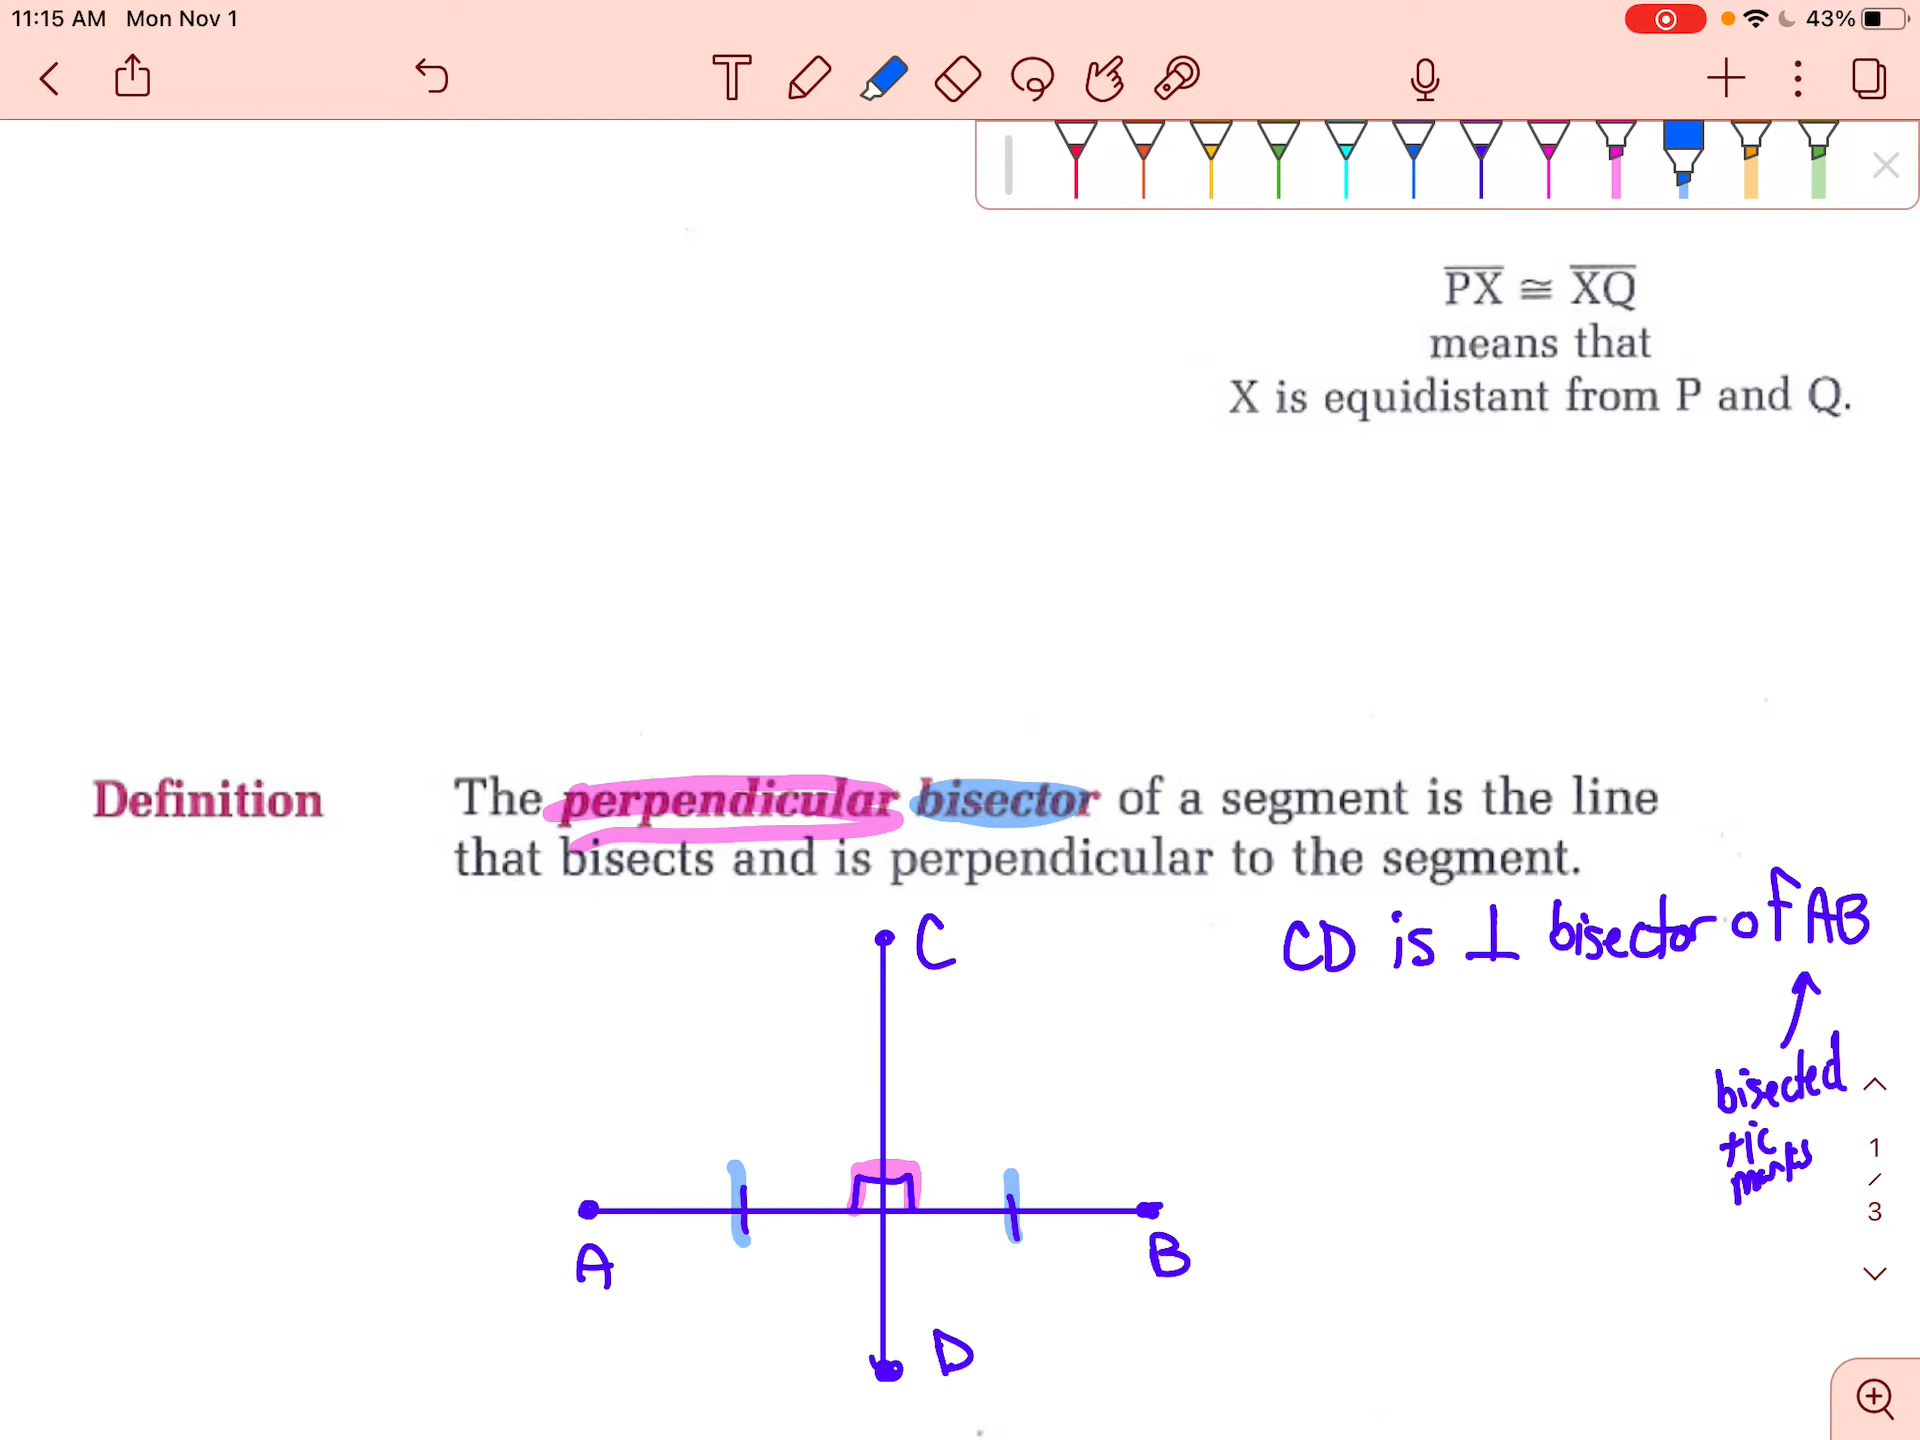 11:15 AM Mon Nov 1
43%
T
PX ≅ XQ
means that
X is equidistant from P and Q.
Definition
The perpendicular bisector of a segment is the line
that bisects and is perpendicular to the segment.
C
CD is ⊥ bisector of AB
bisected
tic
marks
1
/
3
A
B
D